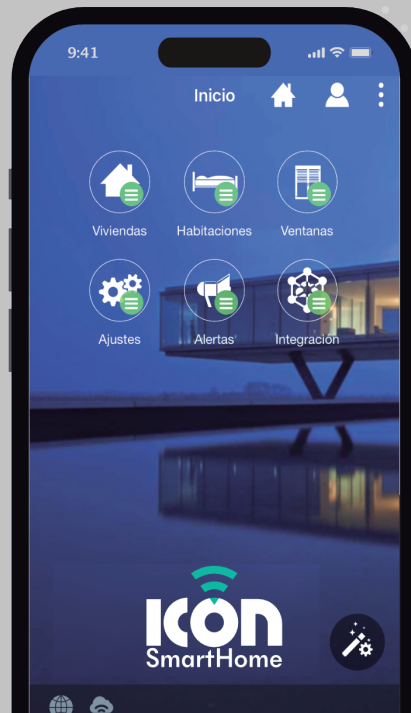 9:41
Inicio
Viviendas Habitaciones Ventanas
Ajustes Alertas Integración
ICON
SmartHome